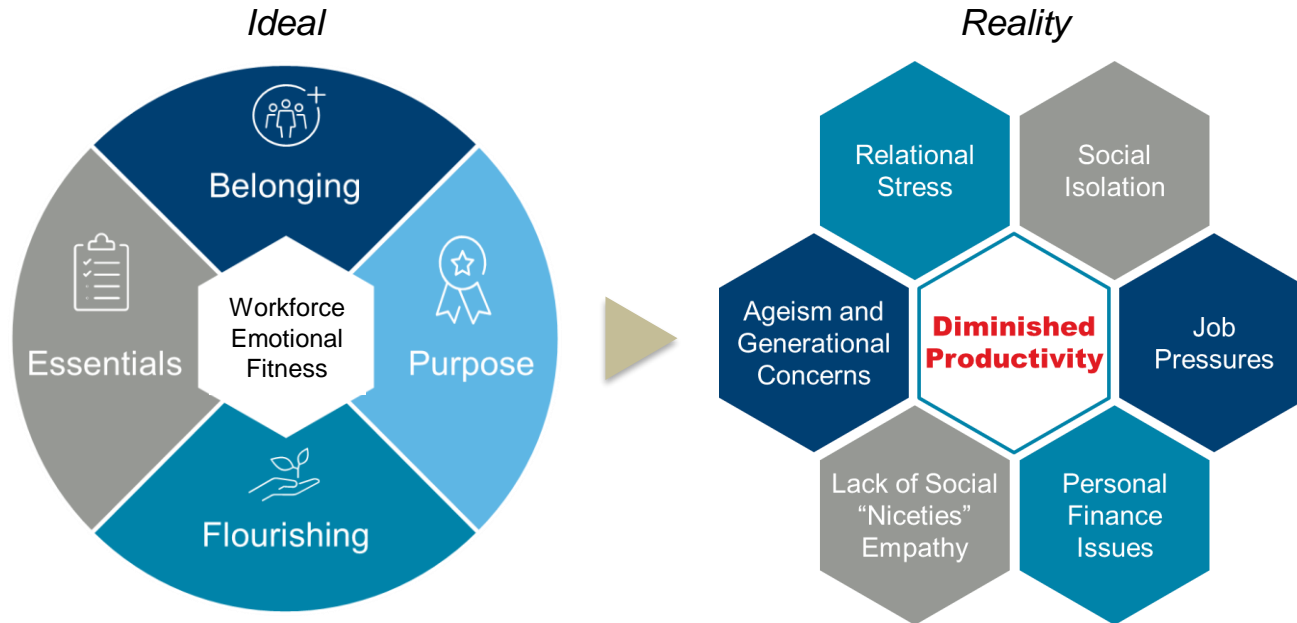 Ideal
Belonging
Essentials
Workforce
Emotional
Fitness
Purpose
Flourishing
Reality
Relational
Stress
Social
Isolation
Ageism and
Generational
Concerns
Diminished
Productivity
Job
Pressures
Lack of Social
“Niceties”
Empathy
Personal
Finance
Issues